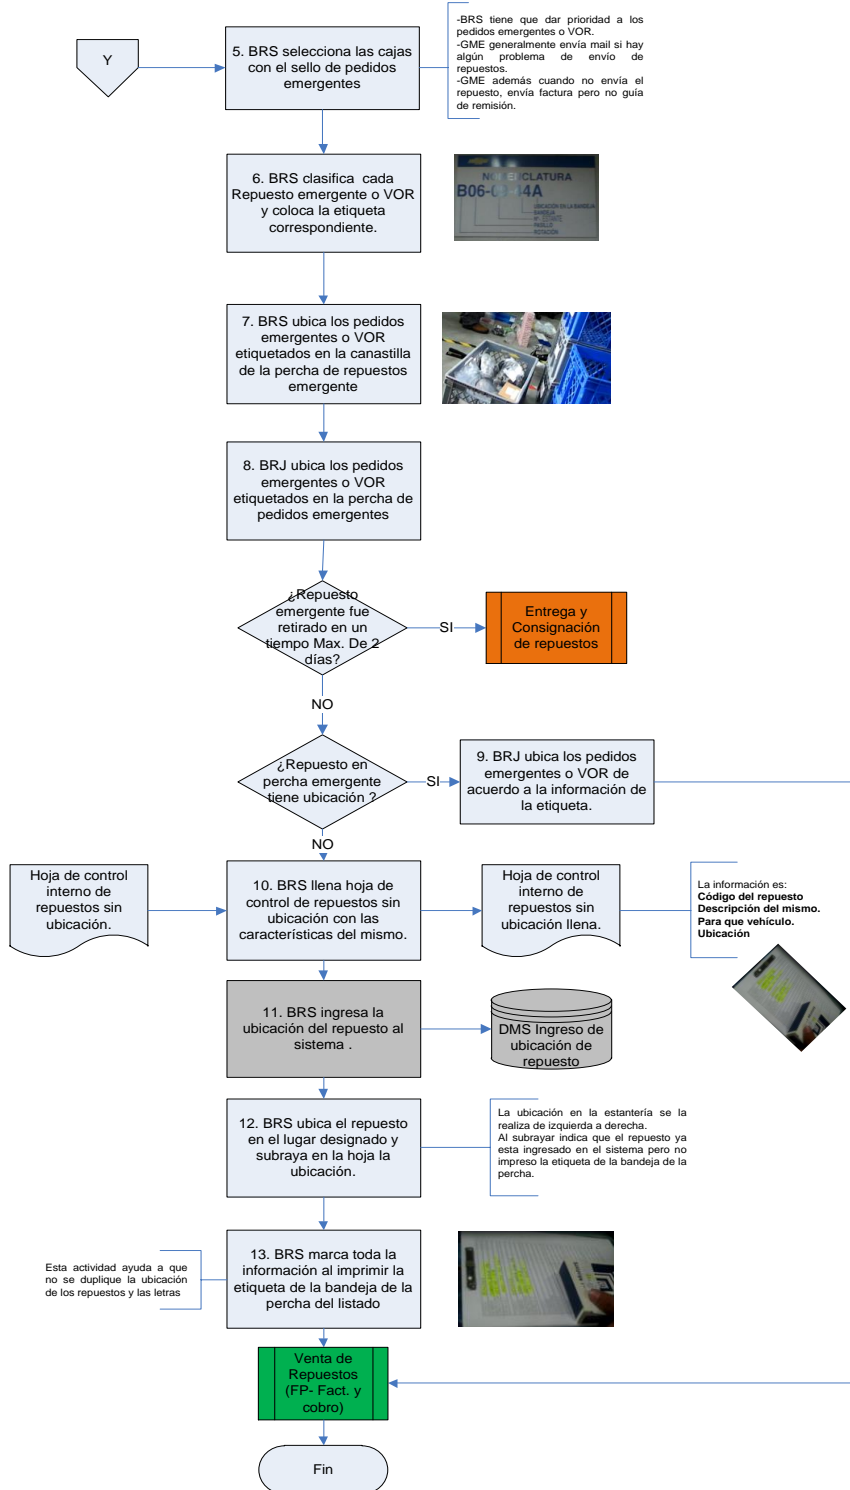 Y
5. BRS selecciona las cajas
con el sello de pedidos
emergentes
-BRS tiene que dar prioridad a los
pedidos emergentes o VOR.
-GME generalmente envía mail si hay
algún problema de envío de
repuestos.
-GME además cuando no envía el
repuesto, envía factura pero no guía
de remisión.
6. BRS clasifica cada
Repuesto emergente o VOR
y coloca la etiqueta
correspondiente.
NOMENCLATURA
UBICACIÓN EN LA BANDEJA
BANDEJA
N° ESTANTE
PASILLO
ROTACIÓN
7. BRS ubica los pedidos
emergentes o VOR
etiquetados en la canastilla
de la percha de repuestos
emergente
8. BRJ ubica los pedidos
emergentes o VOR
etiquetados en la percha de
pedidos emergentes
¿Repuesto
emergente fue
retirado en un
tiempo Max. De 2
días?
SI
Entrega y
Consignación
de repuestos
NO
¿Repuesto en
percha emergente
tiene ubicación ?
SI
9. BRJ ubica los pedidos
emergentes o VOR de
acuerdo a la información de
la etiqueta.
NO
Hoja de control
interno de
repuestos sin
ubicación.
10. BRS llena hoja de
control de repuestos sin
ubicación con las
características del mismo.
Hoja de control
interno de
repuestos sin
ubicación llena.
La información es:
Código del repuesto
Descripción del mismo.
Para que vehículo.
Ubicación
11. BRS ingresa la
ubicación del repuesto al
sistema .
DMS Ingreso de
ubicación de
repuesto
12. BRS ubica el repuesto
en el lugar designado y
subraya en la hoja la
ubicación.
La ubicación en la estantería se la
realiza de izquierda a derecha.
Al subrayar indica que el repuesto ya
esta ingresado en el sistema pero no
impreso la etiqueta de la bandeja de la
percha.
Esta actividad ayuda a que
no se duplique la ubicación
de los repuestos y las letras
13. BRS marca toda la
información al imprimir la
etiqueta de la bandeja de la
percha del listado
Venta de
Repuestos
(FP- Fact. y
cobro)
Fin